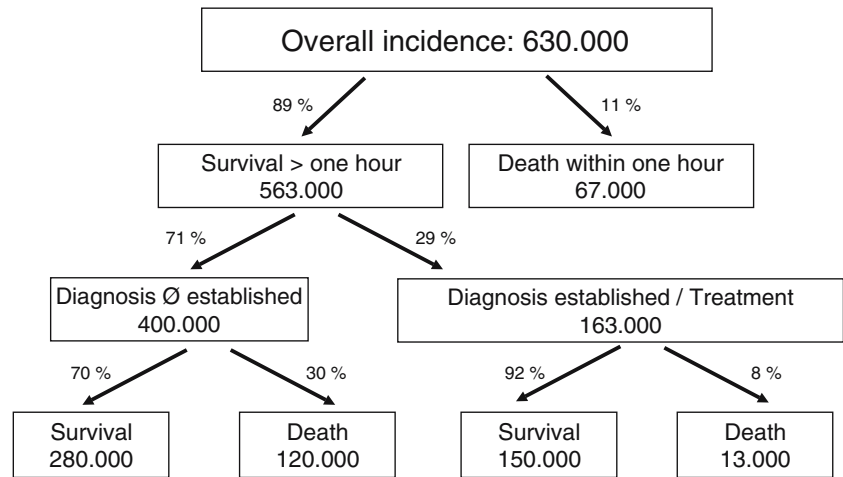 Overall incidence: 630.000
89 %
11 %
Survival > one hour
563.000
Death within one hour
67.000
71 %
29 %
Diagnosis Ø established
400.000
Diagnosis established / Treatment
163.000
70 %
30 %
92 %
8 %
Survival
280.000
Death
120.000
Survival
150.000
Death
13.000